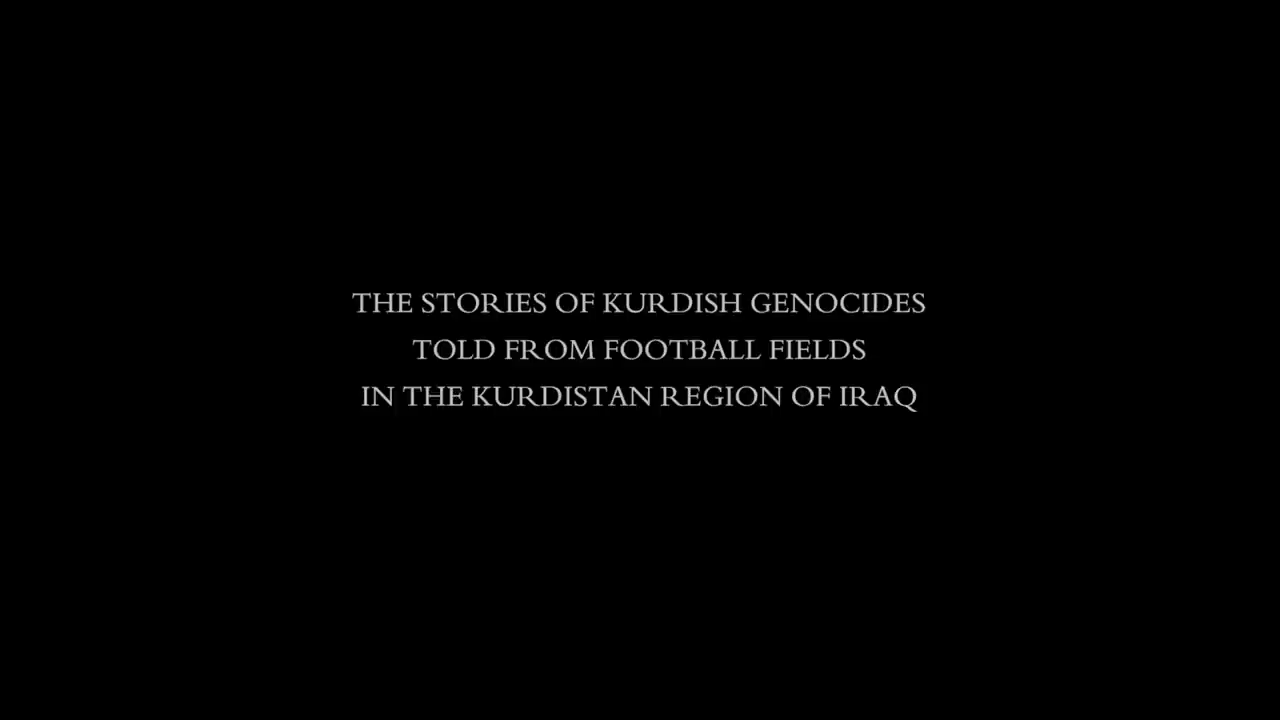 THE STORIES OF KURDISH GENOCIDES
TOLD FROM FOOTBALL FIELDS
IN THE KURDISTAN REGION OF IRAQ